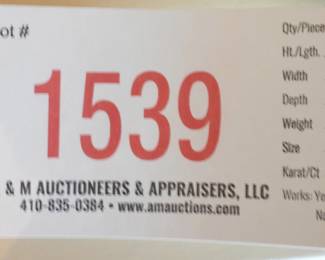 ot #
1539
& M AUCTIONEERS & APPRAISERS, LLC
410-835-0384 • www.amauctions.com
Qty/Piece
Ht./Lgth.
Width
Depth
Weight
Size
Karat/Ct
Works: Ye
Na